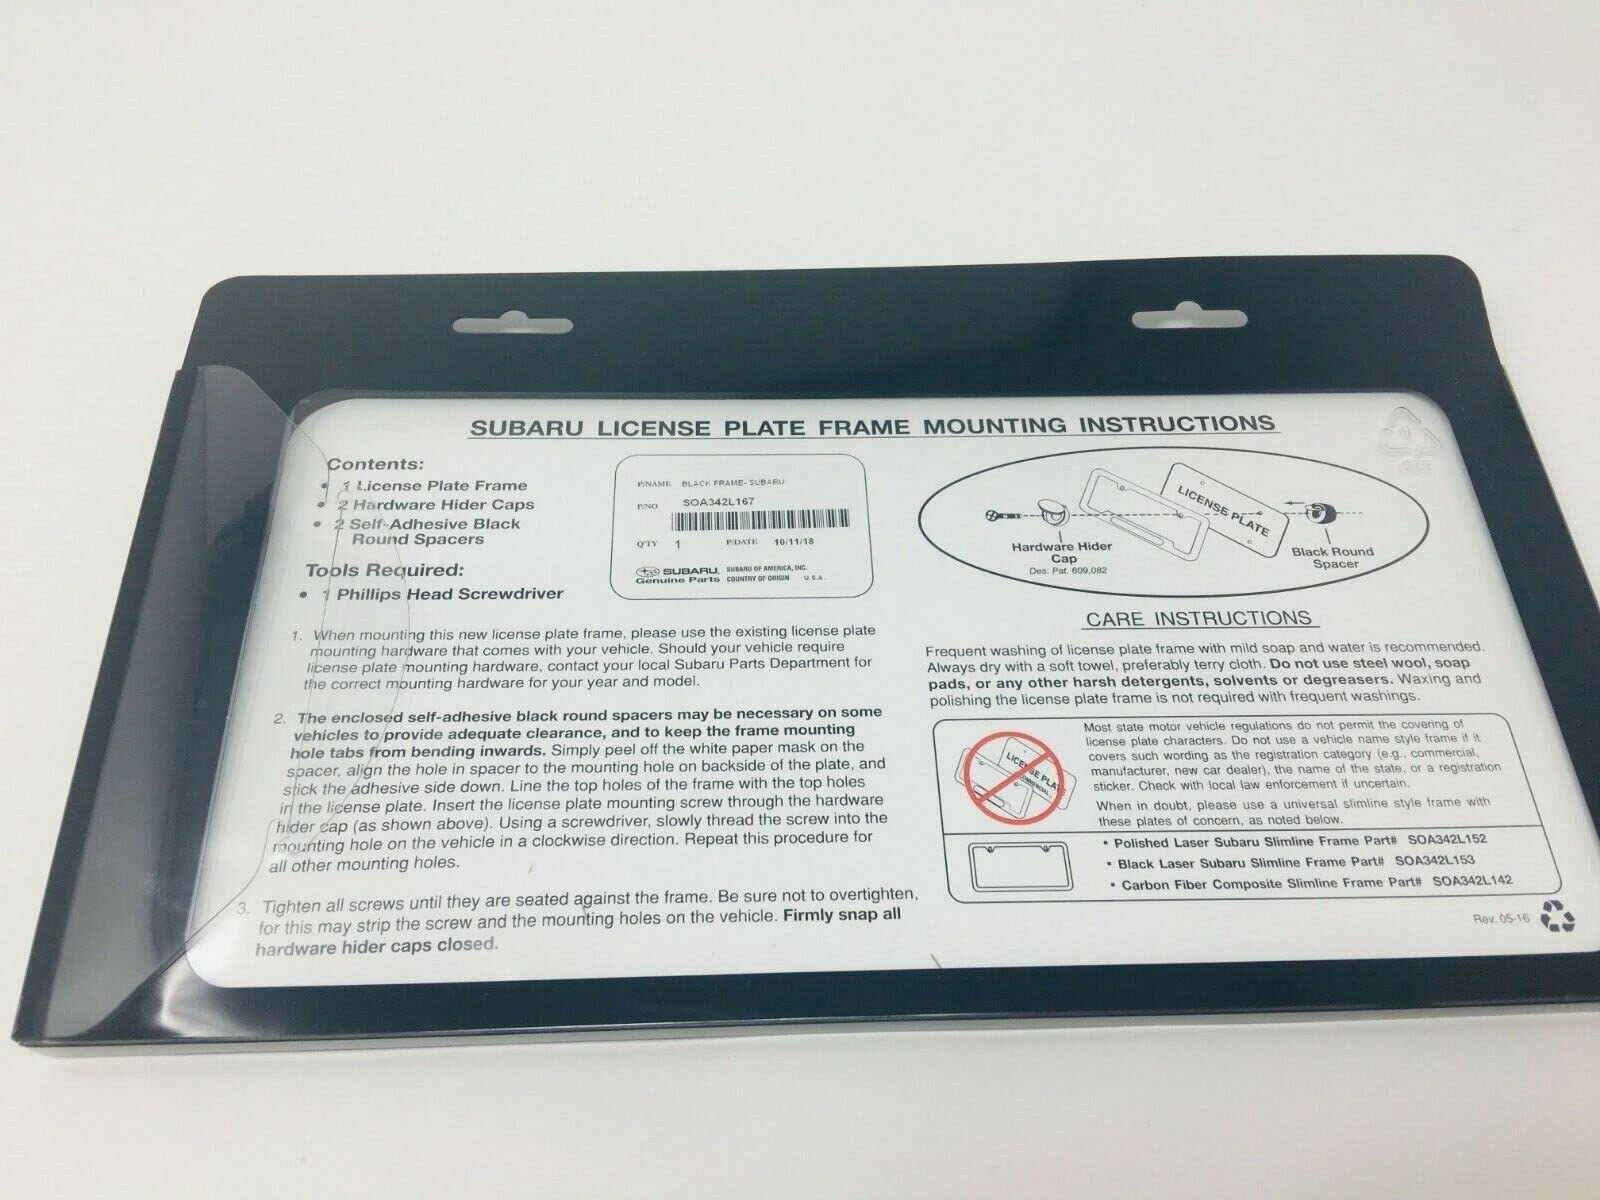 SUBARU LICENSE PLATE FRAME MOUNTING INSTRUCTIONS
Contents:
• 1 License Plate Frame
• 2 Hardware Hider Caps
• 2 Self-Adhesive Black
Round Spacers
Tools Required:
• 1 Phillips Head Screwdriver
P/NAME BLACK FRAME-SUBARU
P/NO SOA342L167
Q'TY 1 P/DATE 10/11/18
SUBARU. SUBARU OF AMERICA, INC.
Genuine Parts COUNTRY OF ORIGIN U.S.A.
LICENSE PLATE
Hardware Hider
Cap
Des. Pat. 609,082
Black Round
Spacer
1. When mounting this new license plate frame, please use the existing license plate
mounting hardware that comes with your vehicle. Should your vehicle require
license plate mounting hardware, contact your local Subaru Parts Department for
the correct mounting hardware for your year and model.
2. The enclosed self-adhesive black round spacers may be necessary on some
vehicles to provide adequate clearance, and to keep the frame mounting
hole tabs from bending inwards. Simply peel off the white paper mask on the
spacer, align the hole in spacer to the mounting hole on backside of the plate, and
stick the adhesive side down. Line the top holes of the frame with the top holes
in the license plate. Insert the license plate mounting screw through the hardware
hider cap (as shown above). Using a screwdriver, slowly thread the screw into the
mounting hole on the vehicle in a clockwise direction. Repeat this procedure for
all other mounting holes.
3. Tighten all screws until they are seated against the frame. Be sure not to overtighten,
for this may strip the screw and the mounting holes on the vehicle. Firmly snap all
hardware hider caps closed.
CARE INSTRUCTIONS
Frequent washing of license plate frame with mild soap and water is recommended.
Always dry with a soft towel, preferably terry cloth. Do not use steel wool, soap
pads, or any other harsh detergents, solvents or degreasers. Waxing and
polishing the license plate frame is not required with frequent washings.
LICENSE PLA
Most state motor vehicle regulations do not permit the covering of
license plate characters. Do not use a vehicle name style frame if it
covers such wording as the registration category (e.g., commercial,
manufacturer, new car dealer), the name of the state, or a registration
sticker. Check with local law enforcement if uncertain.
When in doubt, please use a universal slimline style frame with
these plates of concern, as noted below.
• Polished Laser Subaru Slimline Frame Part# SOA342L152
• Black Laser Subaru Slimline Frame Part# SOA342L153
• Carbon Fiber Composite Slimline Frame Part# SOA342L142
Rev. 05-16